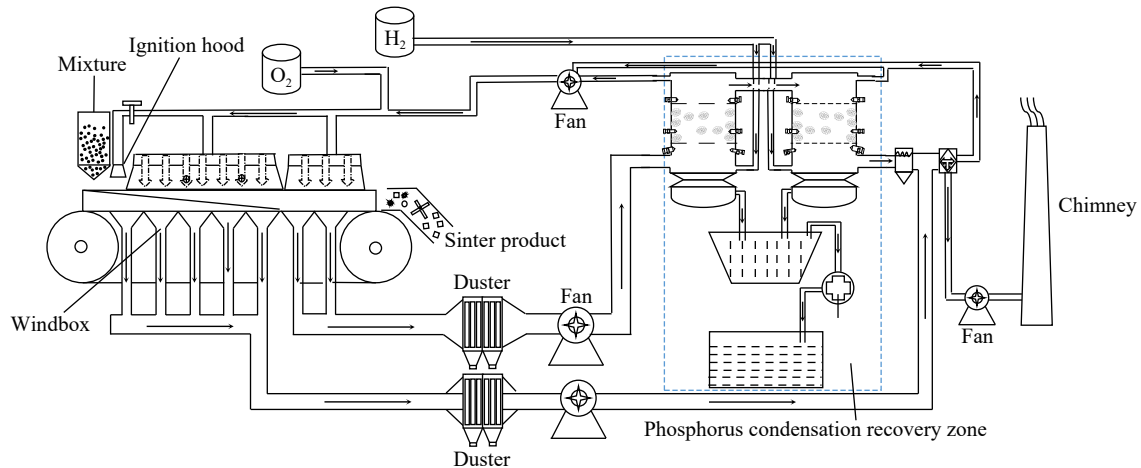 Ignition hood
H2
Mixture
O2
Fan
Chimney
Sinter product
Duster
Fan
Windbox
Fan
Phosphorus condensation recovery zone
Duster